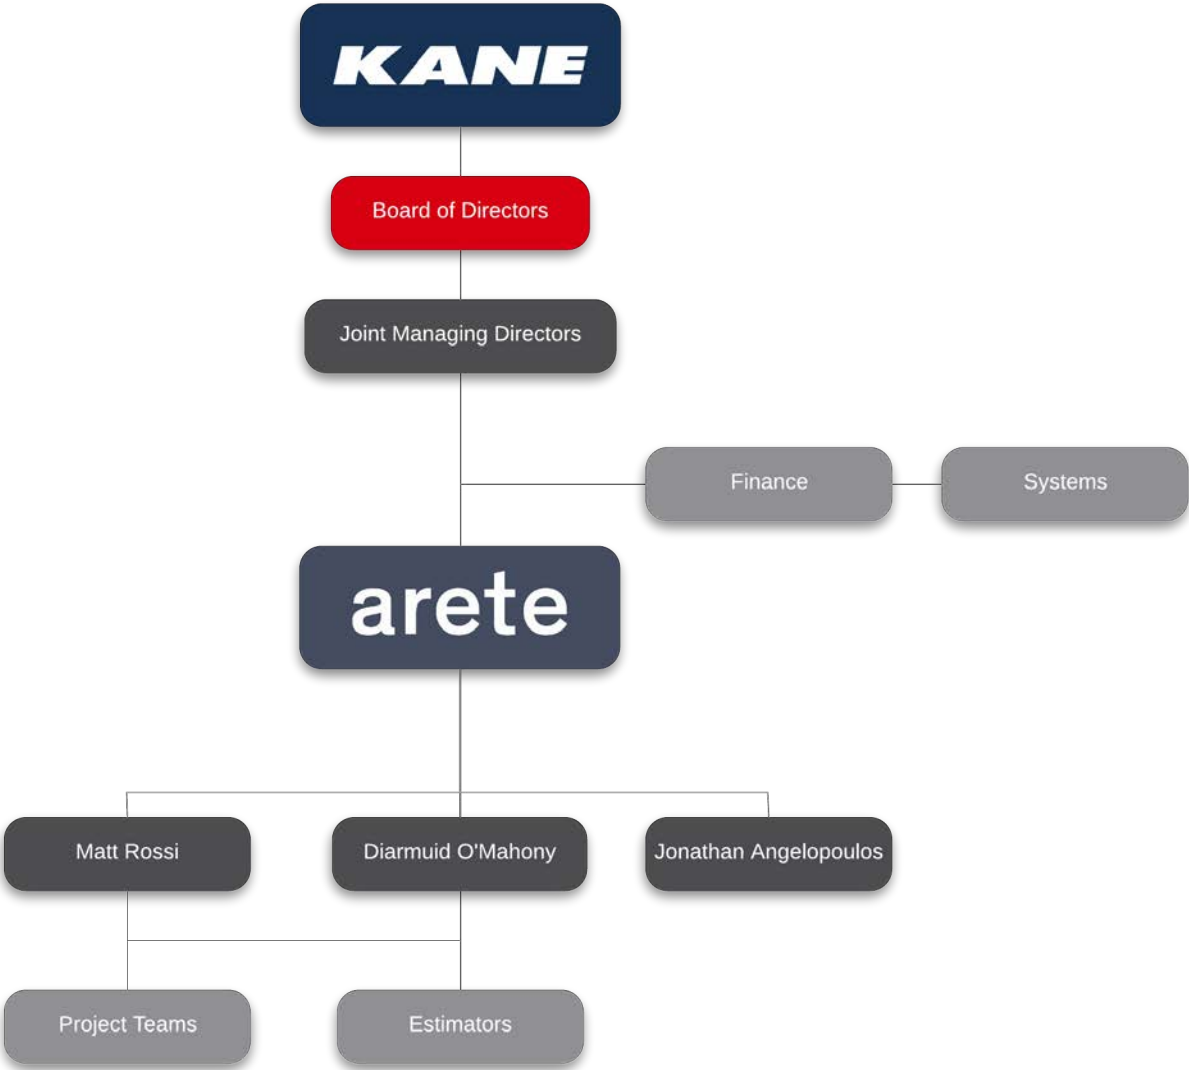 KANE
Board of Directors
Joint Managing Directors
Finance
Systems
arete
Matt Rossi
Diarmuid O'Mahony
Jonathan Angelopoulos
Project Teams
Estimators